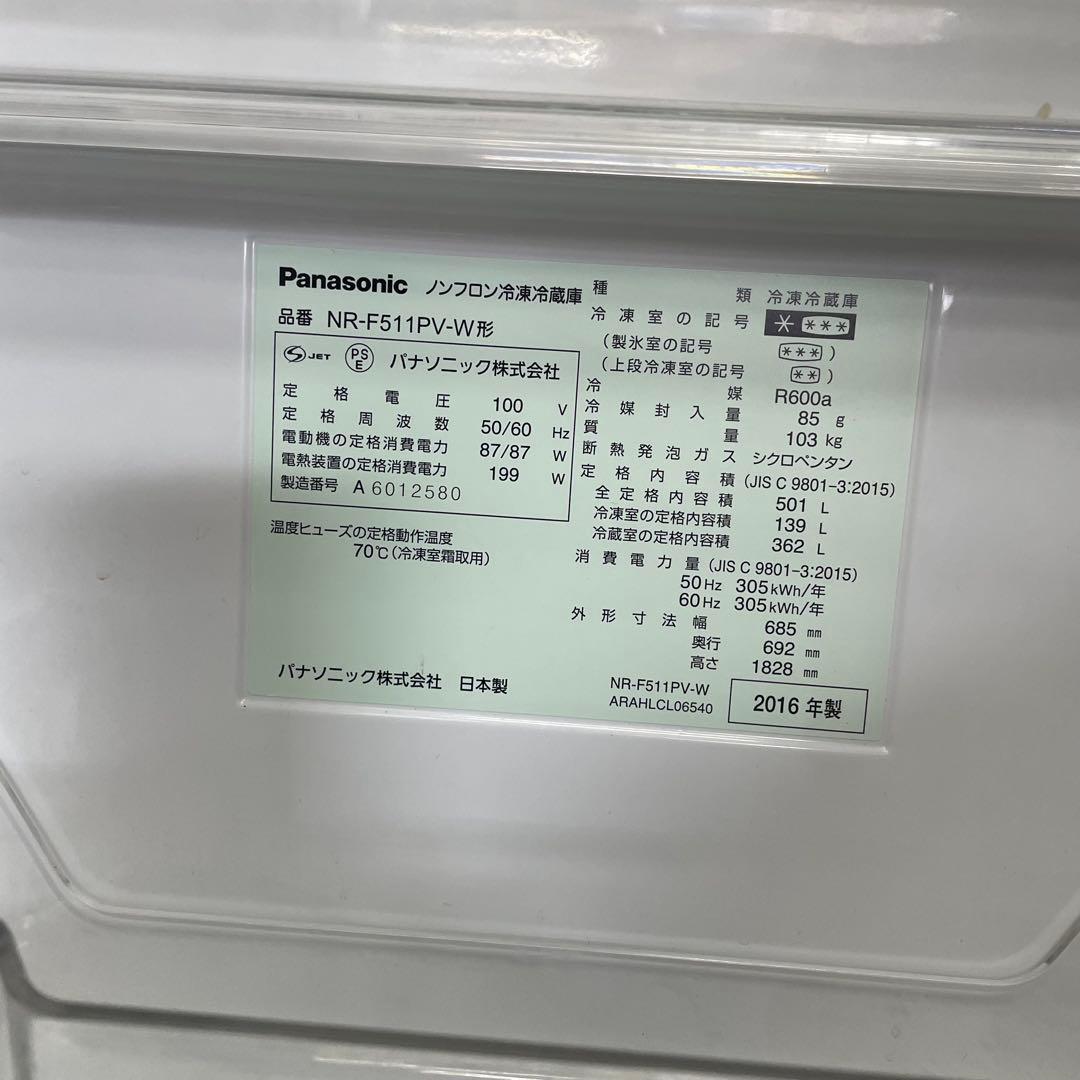 Panasonic ノンフロン冷凍冷蔵庫
品番 NR-F511PV-W形
JET PSE パナソニック株式会社
定格電圧 100 V
定格周波数 50/60 Hz
電動機の定格消費電力 87/87 W
電熱装置の定格消費電力 199 W
製造番号 A 6012580
温度ヒューズの定格動作温度
70℃(冷凍室霜取用)
パナソニック株式会社 日本製
種類 冷凍冷蔵庫
冷凍室の記号 * ***
(製氷室の記号 *** )
(上段冷凍室の記号 ** )
冷媒 R600a
冷媒封入量 85 g
質量 103 kg
断熱発泡ガス シクロペンタン
定格内容積 (JIS C 9801-3:2015)
全定格内容積 501 L
冷凍室の定格内容積 139 L
冷蔵室の定格内容積 362 L
消費電力量 (JIS C 9801-3:2015)
50Hz 305kWh/年
60Hz 305kWh/年
外形寸法 幅 685 mm
奥行 692 mm
高さ 1828 mm
NR-F511PV-W
ARAHLCL06540
2016年製